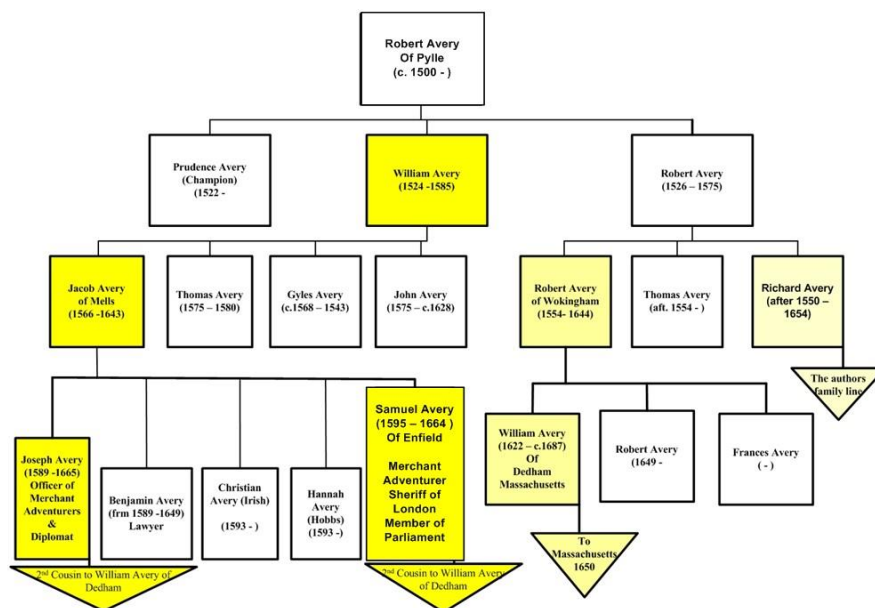 Robert Avery
Of Pylle
(c. 1500 - )
Prudence Avery
(Champion)
(1522 -
William Avery
(1524 -1585)
Robert Avery
(1526 – 1575)
Jacob Avery
of Mells
(1566 -1643)
Thomas Avery
(1575 – 1580)
Gyles Avery
(c.1568 – 1543)
John Avery
(1575 – c.1628)
Robert Avery
of Wokingham
(1554- 1644)
Thomas Avery
(aft. 1554 - )
Richard Avery
(after 1550 –
1654)
The authors
family line
Joseph Avery
(1589 -1665)
Officer of
Merchant
Adventurers
&
Diplomat
Benjamin Avery
(frm 1589 -1649)
Lawyer
Christian
Avery (Irish)
(1593 - )
Hannah
Avery
(Hobbs)
(1593 -)
Samuel Avery
(1595 – 1664 )
Of Enfield
Merchant
Adventurer
Sheriff of
London
Member of
Parliament
William Avery
(1622 – c.1687)
Of
Dedham
Massachusetts
Robert Avery
(1649 -
Frances Avery
( - )
2nd Cousin to William Avery of
Dedham
2nd Cousin to William Avery
of Dedham
To
Massachusetts
1650